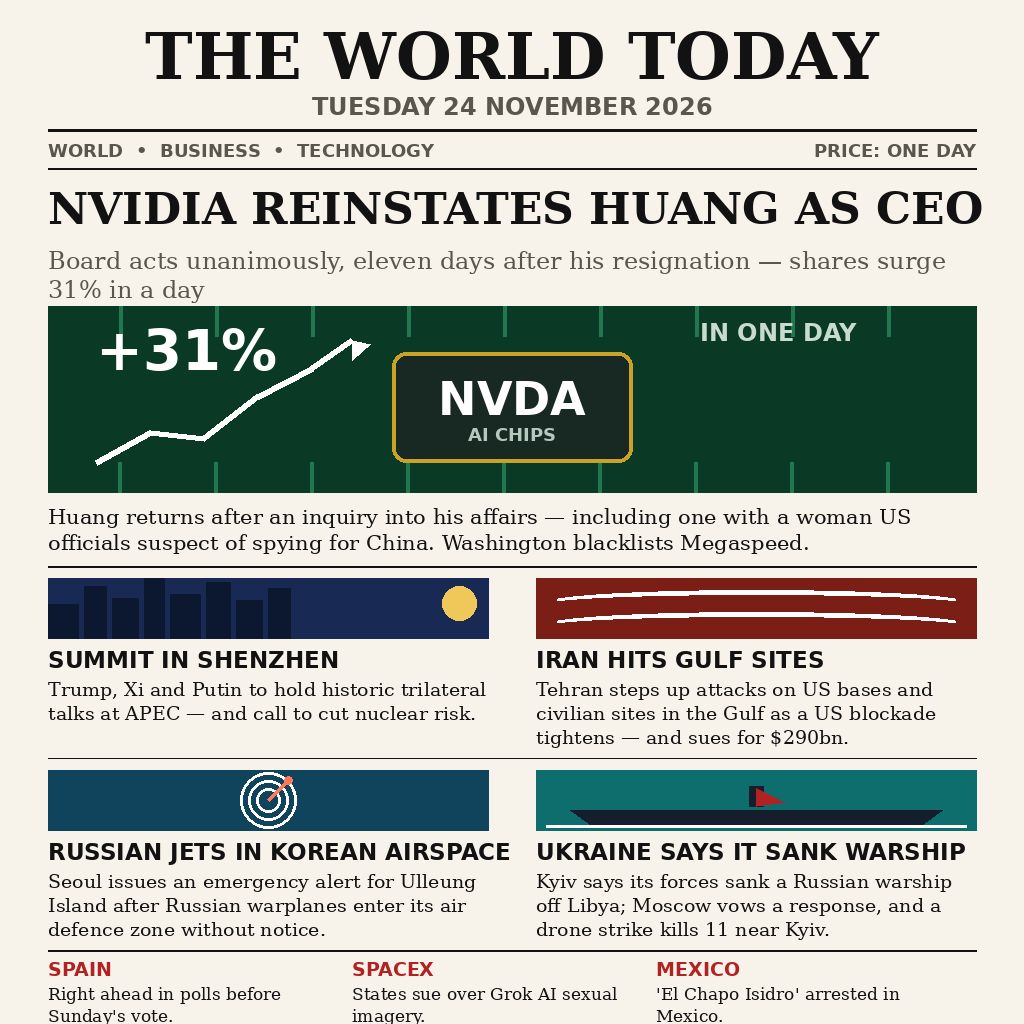 THE WORLD TODAY
TUESDAY 24 NOVEMBER 2026
WORLD • BUSINESS • TECHNOLOGY
PRICE: ONE DAY
NVIDIA REINSTATES HUANG AS CEO
Board acts unanimously, eleven days after his resignation — shares surge
31% in a day
+31%
IN ONE DAY
NVDA
AI CHIPS
Huang returns after an inquiry into his affairs — including one with a woman US
officials suspect of spying for China. Washington blacklists Megaspeed.
SUMMIT IN SHENZHEN
Trump, Xi and Putin to hold historic trilateral
talks at APEC — and call to cut nuclear risk.
IRAN HITS GULF SITES
Tehran steps up attacks on US bases and
civilian sites in the Gulf as a US blockade
tightens — and sues for $290bn.
RUSSIAN JETS IN KOREAN AIRSPACE
Seoul issues an emergency alert for Ulleung
Island after Russian warplanes enter its air
defence zone without notice.
UKRAINE SAYS IT SANK WARSHIP
Kyiv says its forces sank a Russian warship
off Libya; Moscow vows a response, and a
drone strike kills 11 near Kyiv.
SPAIN
Right ahead in polls before
Sunday's vote.
SPACEX
States sue over Grok AI sexual
imagery.
MEXICO
'El Chapo Isidro' arrested in
Mexico.